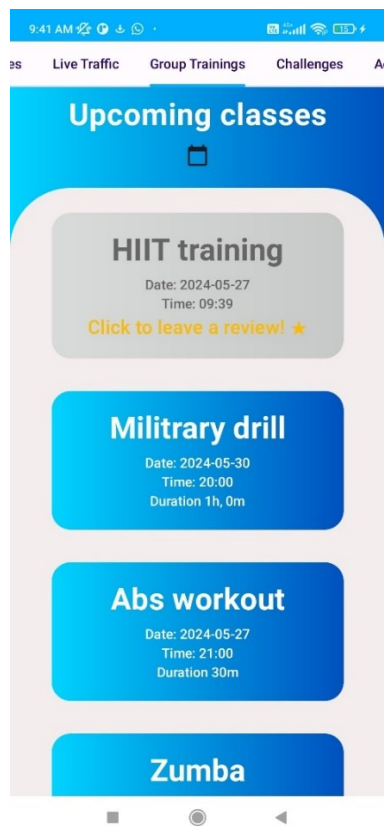 9:41 AM
15
es Live Traffic Group Trainings Challenges A
Upcoming classes
HIIT training
Date: 2024-05-27
Time: 09:39
Click to leave a review! ★
Militrary drill
Date: 2024-05-30
Time: 20:00
Duration 1h, 0m
Abs workout
Date: 2024-05-27
Time: 21:00
Duration 30m
Zumba